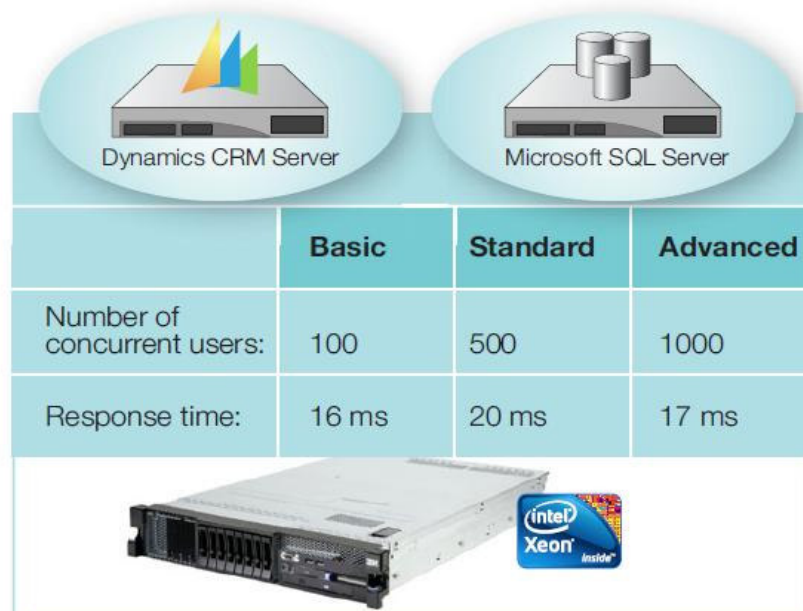 Dynamics CRM Server
Microsoft SQL Server
Basic Standard Advanced
Number of
concurrent users: 100 500 1000
Response time: 16 ms 20 ms 17 ms
intel
Xeon
inside™